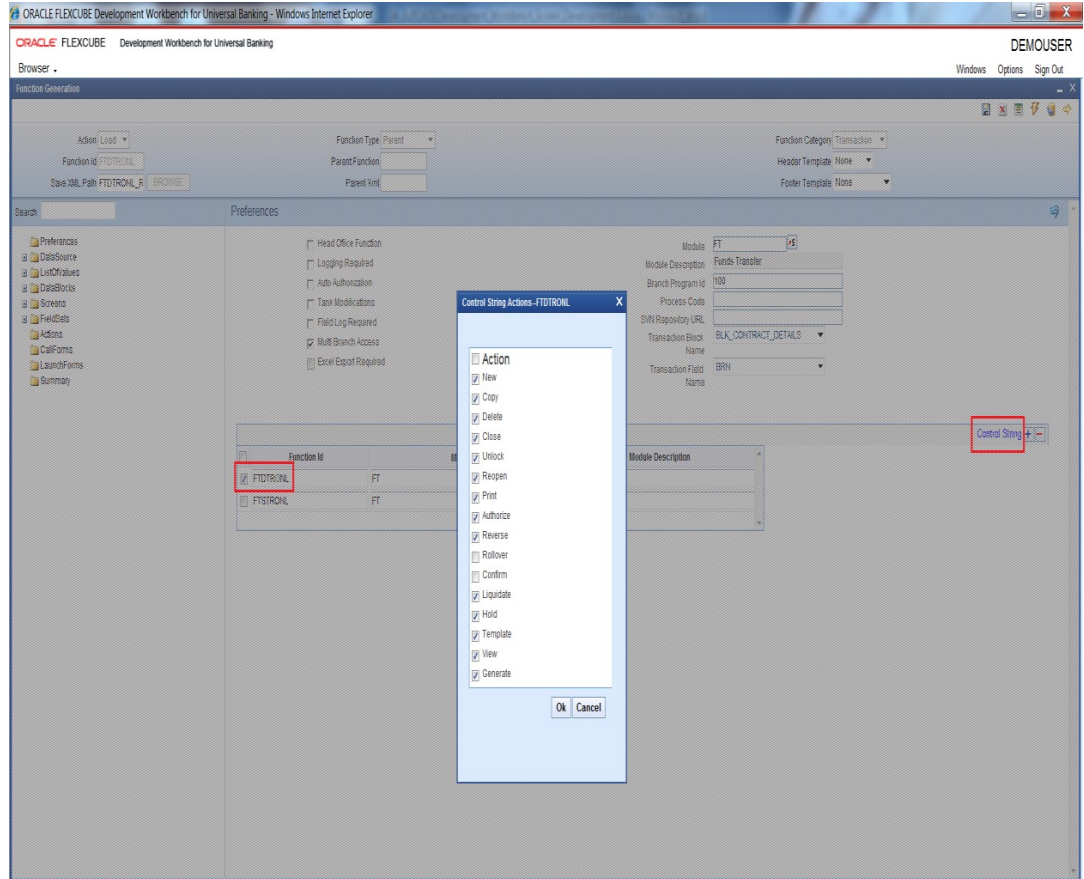 ORACLE FLEXCUBE Development Workbench for Universal Banking - Windows Internet Explorer
ORACLE FLEXCUBE Development Workbench for Universal Banking
DEMOUSER
Browser
Windows Options Sign Out
Function Generation
Action Load
Function Type Parent
Function Category Transaction
Function Id FTDTRONL
Parent Function
Header Template None
Save XML Path FTDTRONL_R BROWSE
Parent Xml
Footer Template None
Search
Preferences
Preferences
DataSource
ListOfValues
DataBlocks
Screens
FieldSets
Actions
CallForms
LaunchForms
Summary
Head Office Function
Logging Required
Auto Authorization
Tank Modifications
Field Log Required
Multi Branch Access
Excel Export Required
Module FT
Module Description Funds Transfer
Branch Program Id 100
Process Code
SVN Repository URL
Transaction Block Name BLK_CONTRACT_DETAILS
Transaction Field Name BRN
Control String + -
Function Id
M
Module Description
FTDTRONL FT
FTSTRONL FT
Control String Actions--FTDTRONL X
Action
New
Copy
Delete
Close
Unlock
Reopen
Print
Authorize
Reverse
Rollover
Confirm
Liquidate
Hold
Template
View
Generate
Ok Cancel